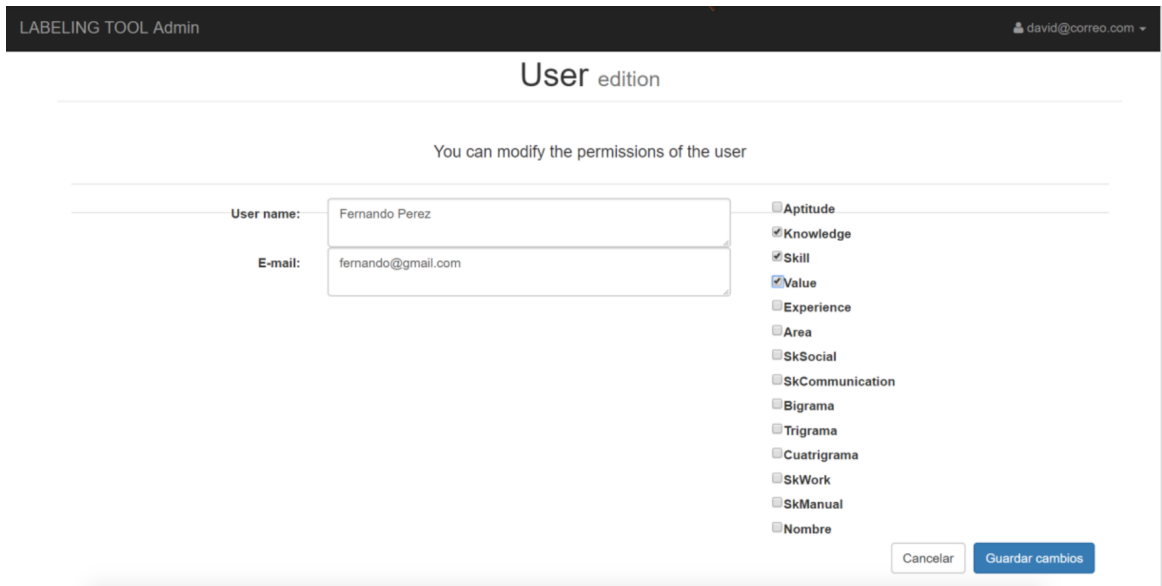 LABELING TOOL Admin
david@correo.com
User edition
You can modify the permissions of the user
User name:
Fernando Perez
E-mail:
fernando@gmail.com
Aptitude
Knowledge
Skill
Value
Experience
Area
SkSocial
SkCommunication
Bigrama
Trigrama
Cuatrigrama
SkWork
SkManual
Nombre
Cancelar
Guardar cambios